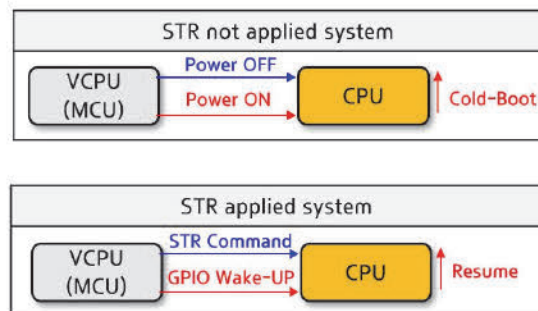 STR not applied system
VCPU
(MCU)
Power OFF
Power ON
CPU
Cold-Boot
STR applied system
VCPU
(MCU)
STR Command
GPIO Wake-UP
CPU
Resume